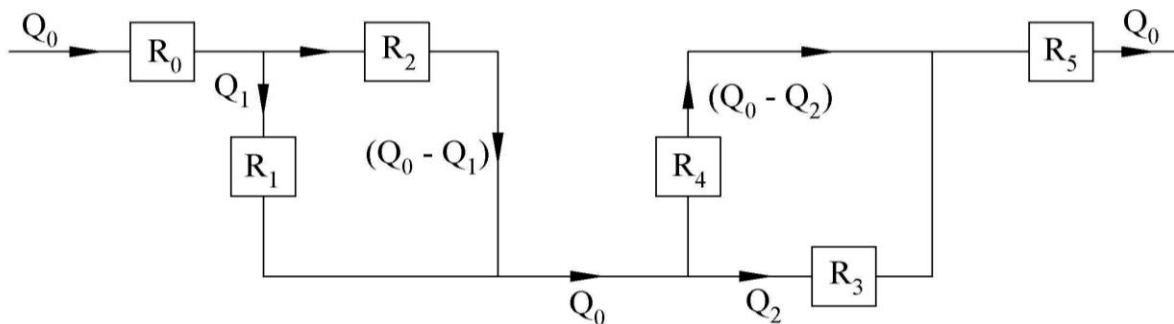 Q₀
R₀
R₂
R₅
Q₀
Q₁
(Q₀ - Q₂)
R₁
(Q₀ - Q₁)
R₄
R₃
Q₀
Q₂